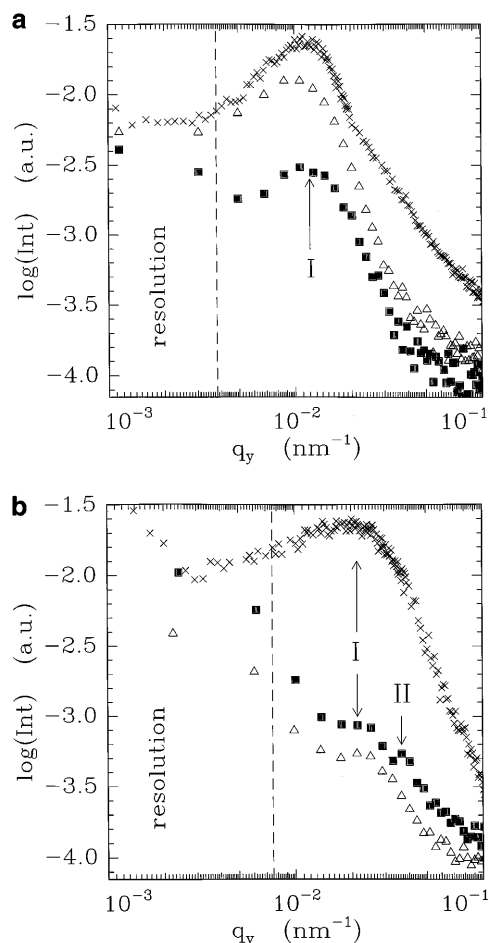 a
−1.5
−2.0
−2.5
−3.0
−3.5
−4.0
log(Int) (a.u.)
resolution
I
10⁻³
10⁻²
10⁻¹
q_y (nm⁻¹)
b
−1.5
−2.0
−2.5
−3.0
−3.5
−4.0
log(Int) (a.u.)
resolution
I
II
10⁻³
10⁻²
10⁻¹
q_y (nm⁻¹)